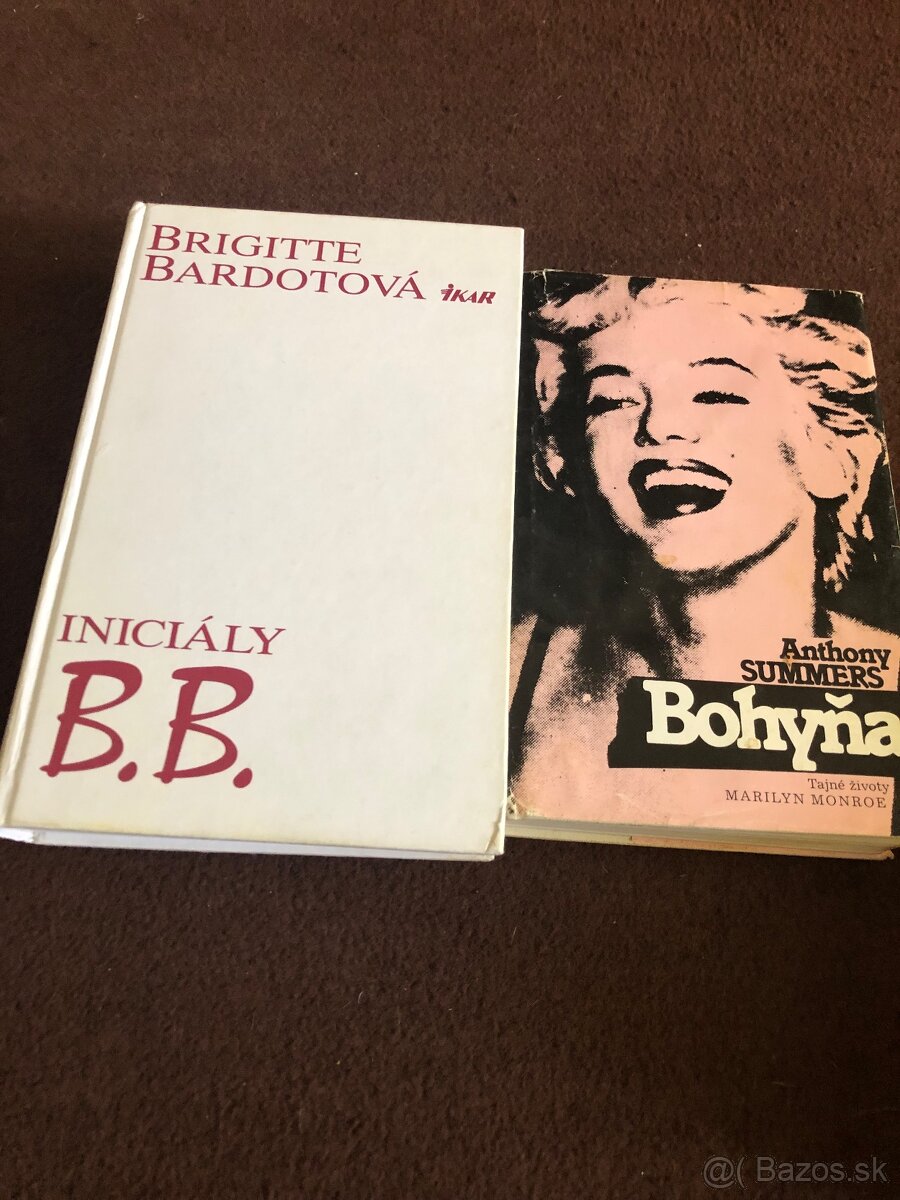 BRIGITTE
BARDOTOVÁ iKAR
INICIÁLY
B.B.
Anthony
SUMMERS
Bohyňa
Tajné životy
MARILYN MONROE
@( Bazos.sk